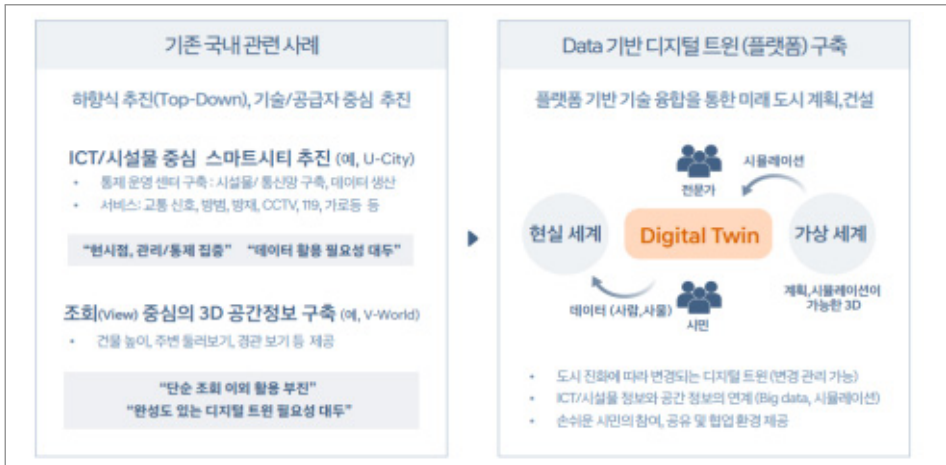 기존 국내 관련 사례
하향식 추진(Top-Down), 기술/공급자 중심 추진
ICT/시설물 중심 스마트시티 추진 (예, U-City)
• 통제 운영 센터 구축 : 시설물/ 통신망 구축, 데이터 생산
• 서비스: 교통 신호, 방범, 방재, CCTV, 119, 가로등 등
“현시점, 관리/통제 집중” “데이터 활용 필요성 대두”
조회(View) 중심의 3D 공간정보 구축 (예, V-World)
• 건물 높이, 주변 둘러보기, 경관 보기 등 제공
“단순 조회 이외 활용 부진”
“완성도 있는 디지털 트윈 필요성 대두”
Data 기반 디지털 트윈 (플랫폼) 구축
플랫폼 기반 기술 융합을 통한 미래 도시 계획,건설
시뮬레이션
전문가
현실 세계
Digital Twin
가상 세계
데이터 (사람,사물)
시민
계획,시뮬레이션이
가능한 3D
• 도시 진화에 따라 변경되는 디지털 트윈 (변경 관리 가능)
• ICT/시설물 정보와 공간 정보의 연계 (Big data, 시뮬레이션)
• 손쉬운 시민의 참여, 공유 및 협업 환경 제공